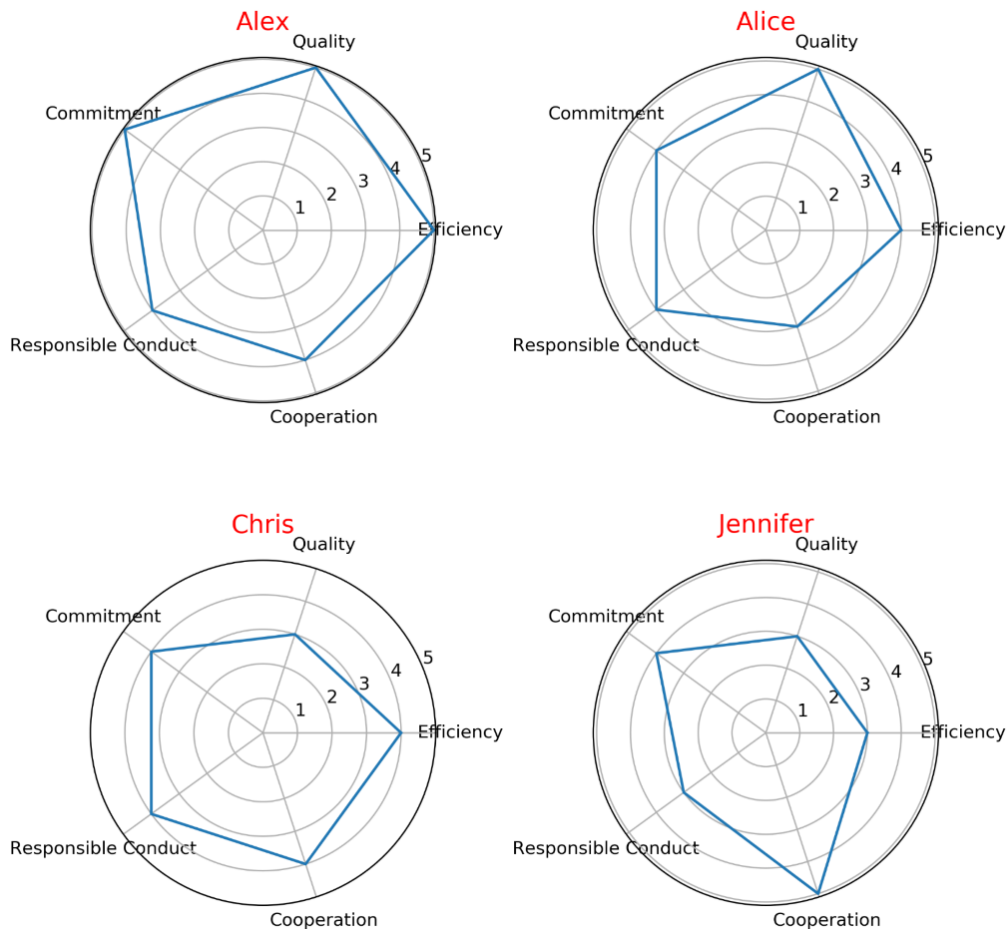 Alex
Quality
Commitment
5
4
3
2
1
Efficiency
Responsible Conduct
Cooperation
Alice
Quality
Commitment
5
4
3
2
1
Efficiency
Responsible Conduct
Cooperation
Chris
Quality
Commitment
5
4
3
2
1
Efficiency
Responsible Conduct
Cooperation
Jennifer
Quality
Commitment
5
4
3
2
1
Efficiency
Responsible Conduct
Cooperation